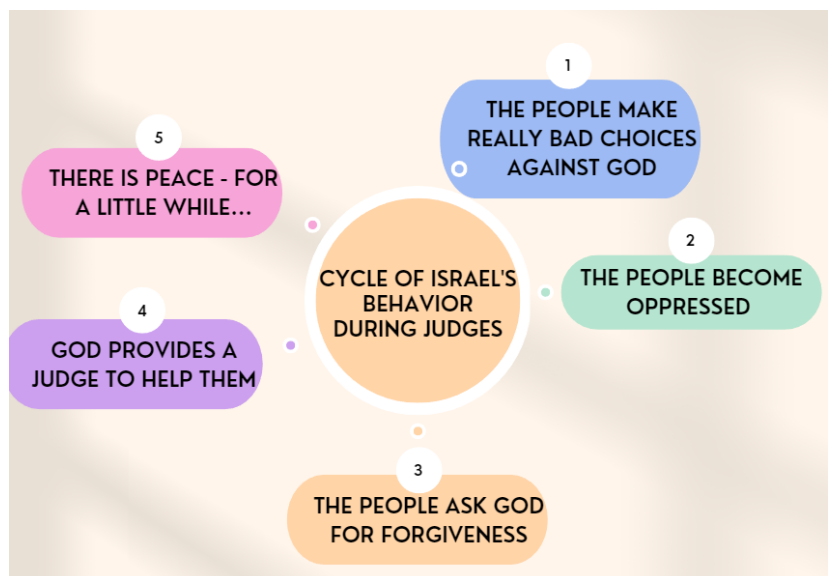 1
THE PEOPLE MAKE
REALLY BAD CHOICES
AGAINST GOD
2
THE PEOPLE BECOME
OPPRESSED
3
THE PEOPLE ASK GOD
FOR FORGIVENESS
4
GOD PROVIDES A
JUDGE TO HELP THEM
5
THERE IS PEACE - FOR
A LITTLE WHILE...
CYCLE OF ISRAEL'S
BEHAVIOR
DURING JUDGES